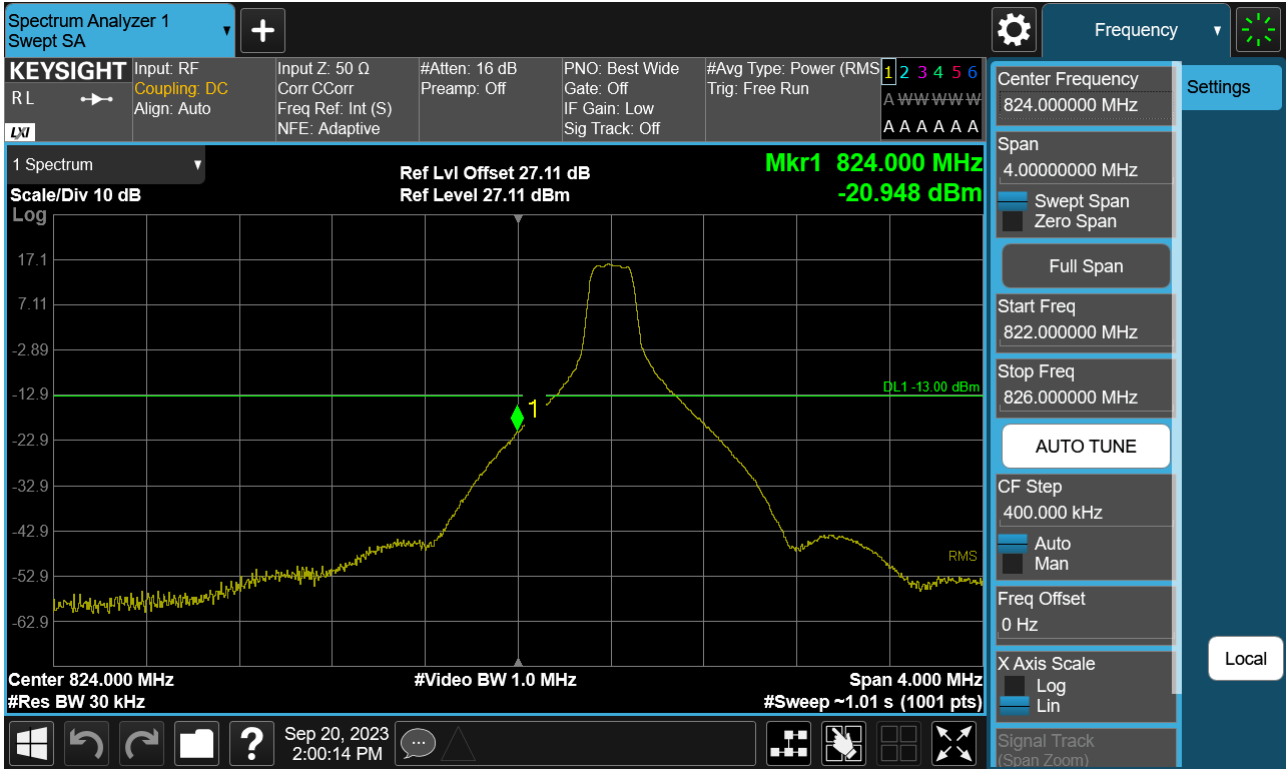 Spectrum Analyzer 1
Swept SA
Frequency
KEYSIGHT
R L
LXI
Input: RF
Coupling: DC
Align: Auto
Input Z: 50 Ω
Corr CCorr
Freq Ref: Int (S)
NFE: Adaptive
#Atten: 16 dB
Preamp: Off
PNO: Best Wide
Gate: Off
IF Gain: Low
Sig Track: Off
#Avg Type: Power (RMS
Trig: Free Run
1 2 3 4 5 6
A W W W W W
A A A A A A
1 Spectrum
Scale/Div 10 dB
Log
Ref Lvl Offset 27.11 dB
Ref Level 27.11 dBm
Mkr1 824.000 MHz
-20.948 dBm
17.1
7.11
-2.89
-12.9
-22.9
-32.9
-42.9
-52.9
-62.9
DL1 -13.00 dBm
1
RMS
Center 824.000 MHz
#Video BW 1.0 MHz
Span 4.000 MHz
#Res BW 30 kHz
#Sweep ~1.01 s (1001 pts)
Sep 20, 2023
2:00:14 PM
?
Center Frequency
824.000000 MHz
Settings
Span
4.00000000 MHz
Swept Span
Zero Span
Full Span
Start Freq
822.000000 MHz
Stop Freq
826.000000 MHz
AUTO TUNE
CF Step
400.000 kHz
Auto
Man
Freq Offset
0 Hz
X Axis Scale
Log
Lin
Local
Signal Track
(Span Zoom)